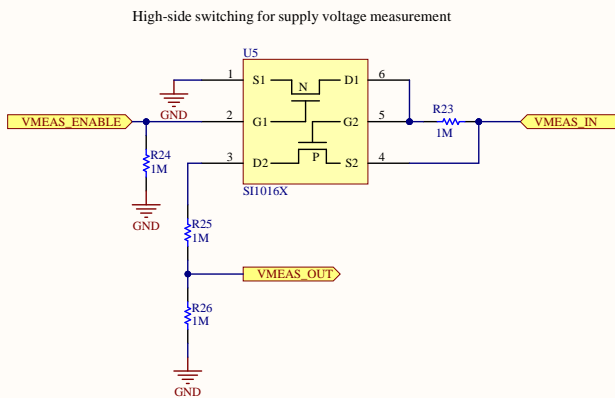 High-side switching for supply voltage measurement
U5
1 S1 D1 6
N
GND
VMEAS_ENABLE
2 G1 G2 5
R23
1M
VMEAS_IN
R24
1M
3 D2 P S2 4
SI1016X
GND
R25
1M
VMEAS_OUT
R26
1M
GND